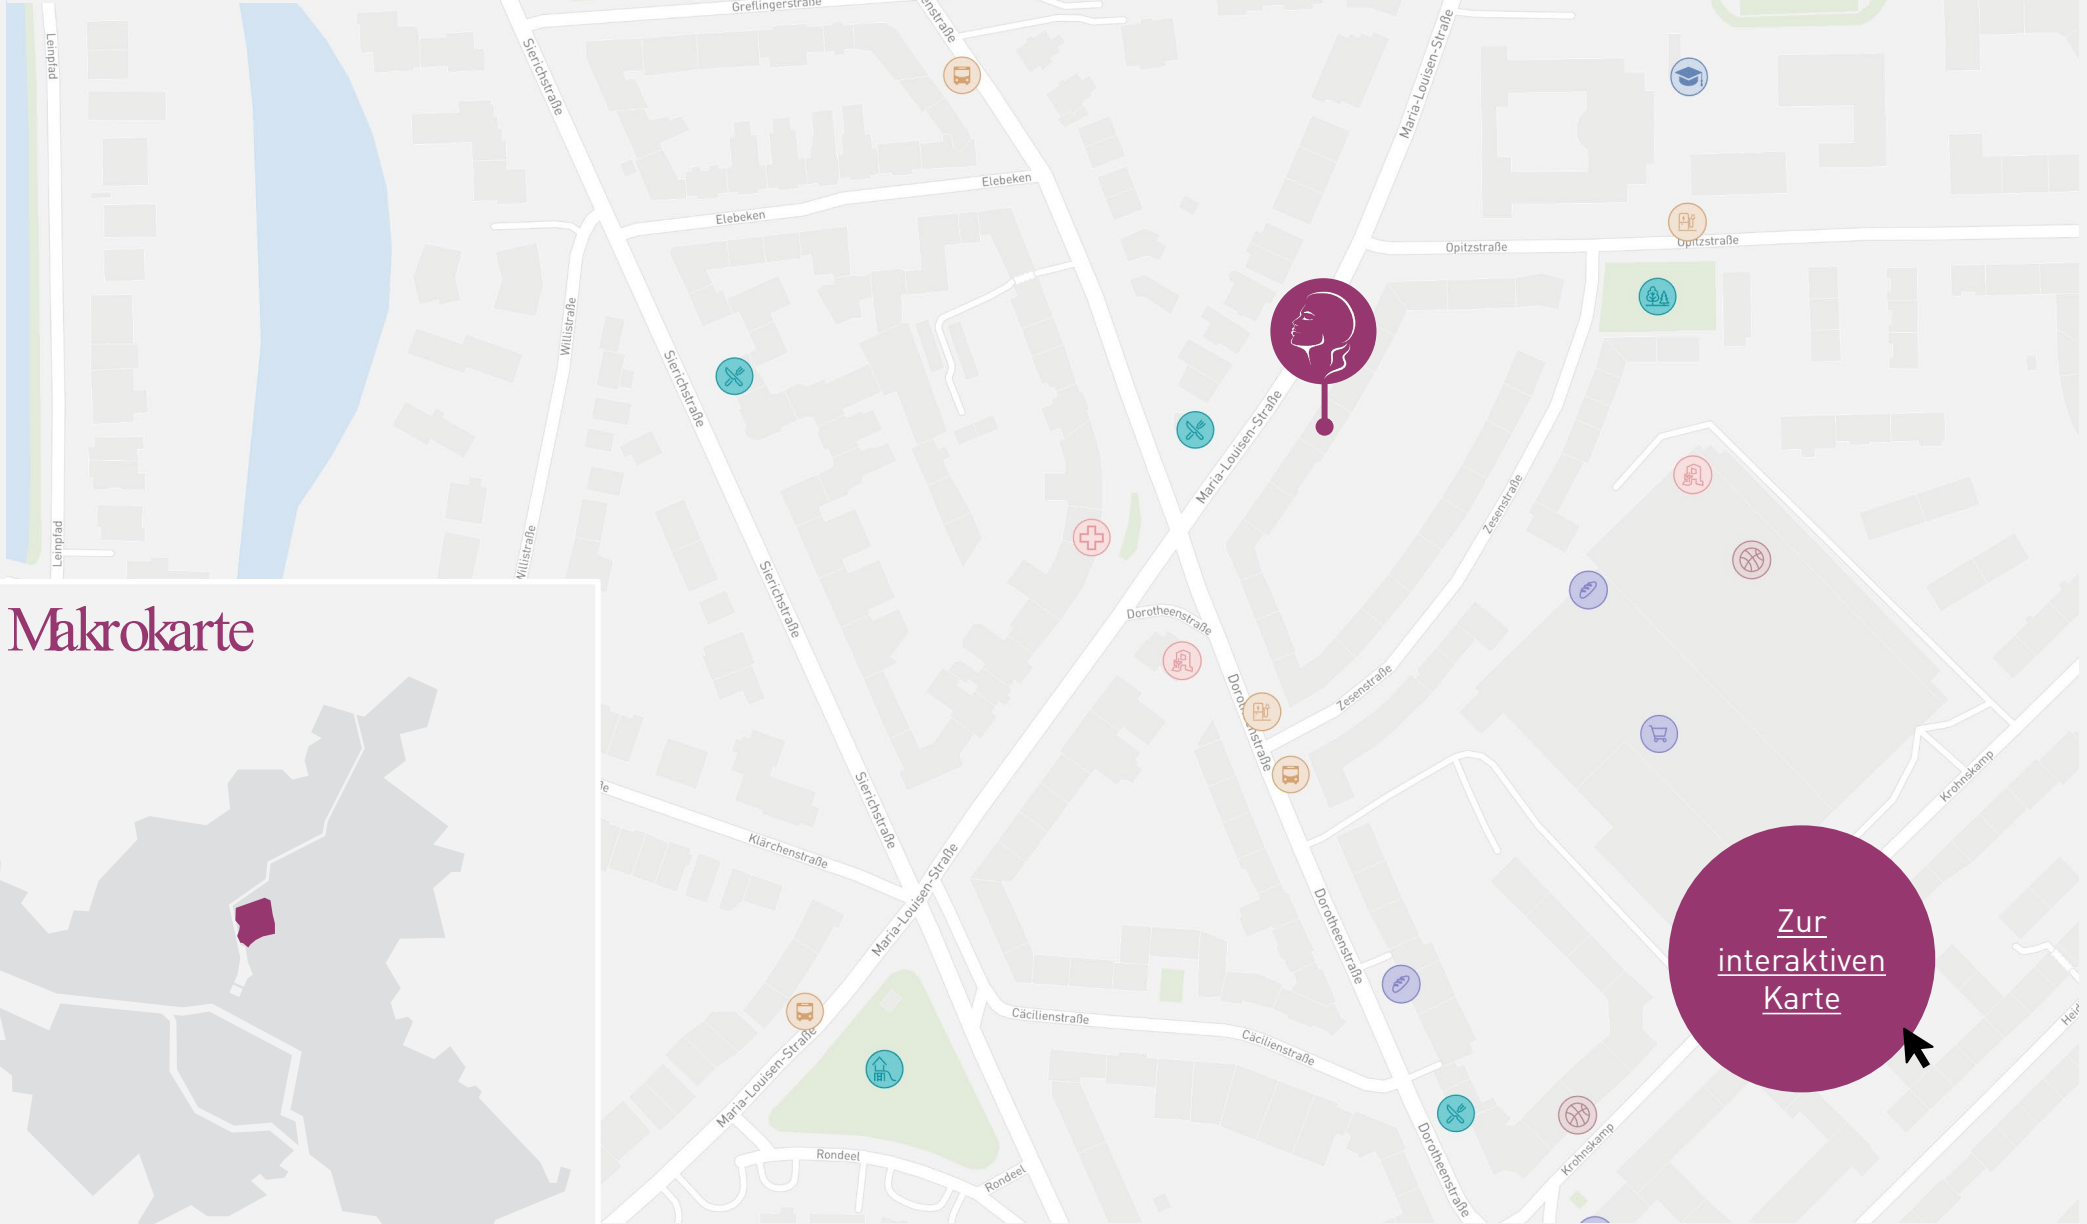 Greflingerstraße
enstraße
Leinpfad
Sierichstraße
Maria-Louisen-Straße
Elebeken
Elebeken
Opitzstraße
Opitzstraße
Willistraße
Sierichstraße
Maria-Louisen-Straße
Zesenstraße
Leinpfad
Willistraße
Sierichstraße
Dorotheenstraße
Makrokarte
Zesenstraße
Dorotheenstraße
Sierichstraße
Krohnskamp
Klärchenstraße
Maria-Louisen-Straße
Dorotheenstraße
Zur
interaktiven
Karte
Cäcilienstraße
Cäcilienstraße
Maria-Louisen-Straße
Krohnskamp
Rondeel
Rondeel
Dorotheenstraße